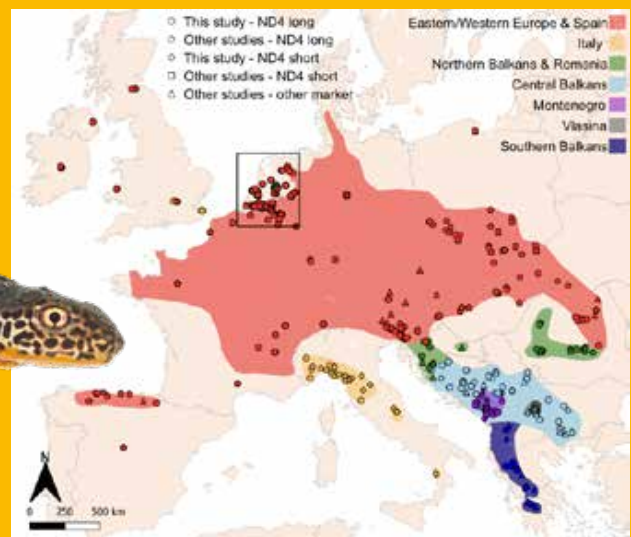 This study - ND4 long
Other studies - ND4 long
This study - ND4 short
Other studies - ND4 short
Other studies - other marker
Eastern/Western Europe & Spain
Italy
Northern Balkans & Romania
Central Balkans
Montenegro
Vlasina
Southern Balkans
N
0 250 500 km